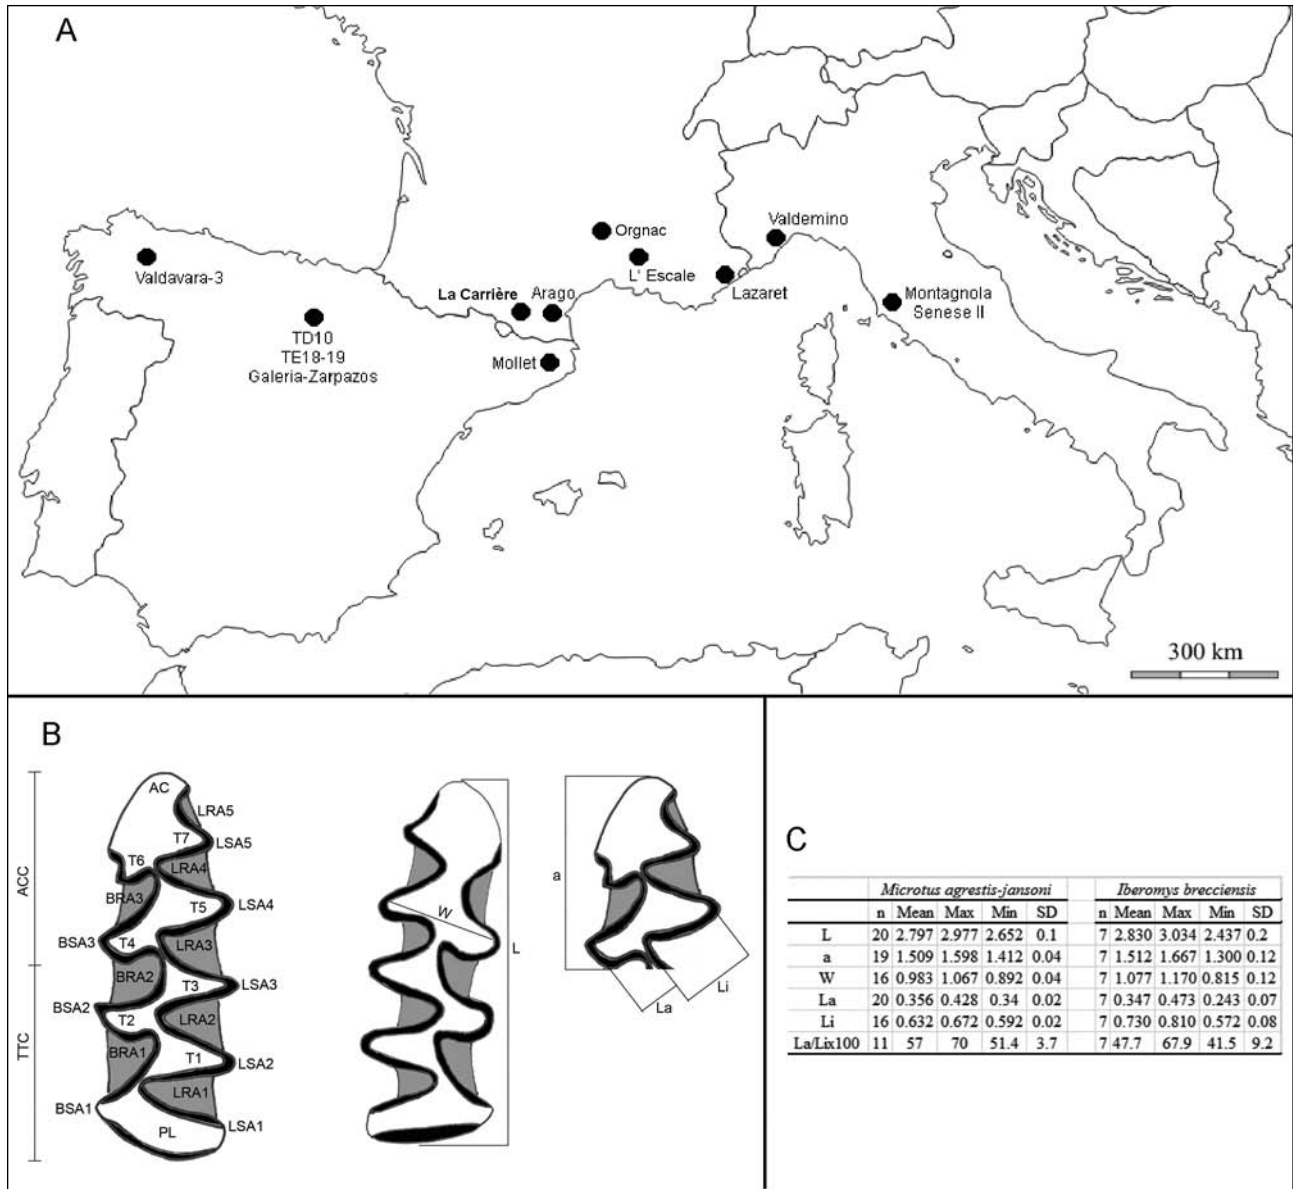 A
Orgnac
Valdemino
Valdavara-3
L' Escale
Lazaret
La Carrière
Arago
Montagnola
Senese II
TD10
TE18-19
Galeria-Zarpazos
Mollet
300 km
B
AC
LRA5
T7
LSA5
T6
LRA4
ACC
BRA3
T5
LSA4
BSA3
T4
LRA3
BRA2
T3
LSA3
BSA2
T2
LRA2
TTC
BRA1
T1
LSA2
LRA1
BSA1
PL
LSA1
W
L
a
La
Li
C
Microtus agrestis-jansoni Iberomys brecciensis
n Mean Max Min SD n Mean Max Min SD
L 20 2.797 2.977 2.652 0.1 7 2.830 3.034 2.437 0.2
a 19 1.509 1.598 1.412 0.04 7 1.512 1.667 1.300 0.12
W 16 0.983 1.067 0.892 0.04 7 1.077 1.170 0.815 0.12
La 20 0.356 0.428 0.34 0.02 7 0.347 0.473 0.243 0.07
Li 16 0.632 0.672 0.592 0.02 7 0.730 0.810 0.572 0.08
La/Lix100 11 57 70 51.4 3.7 7 47.7 67.9 41.5 9.2